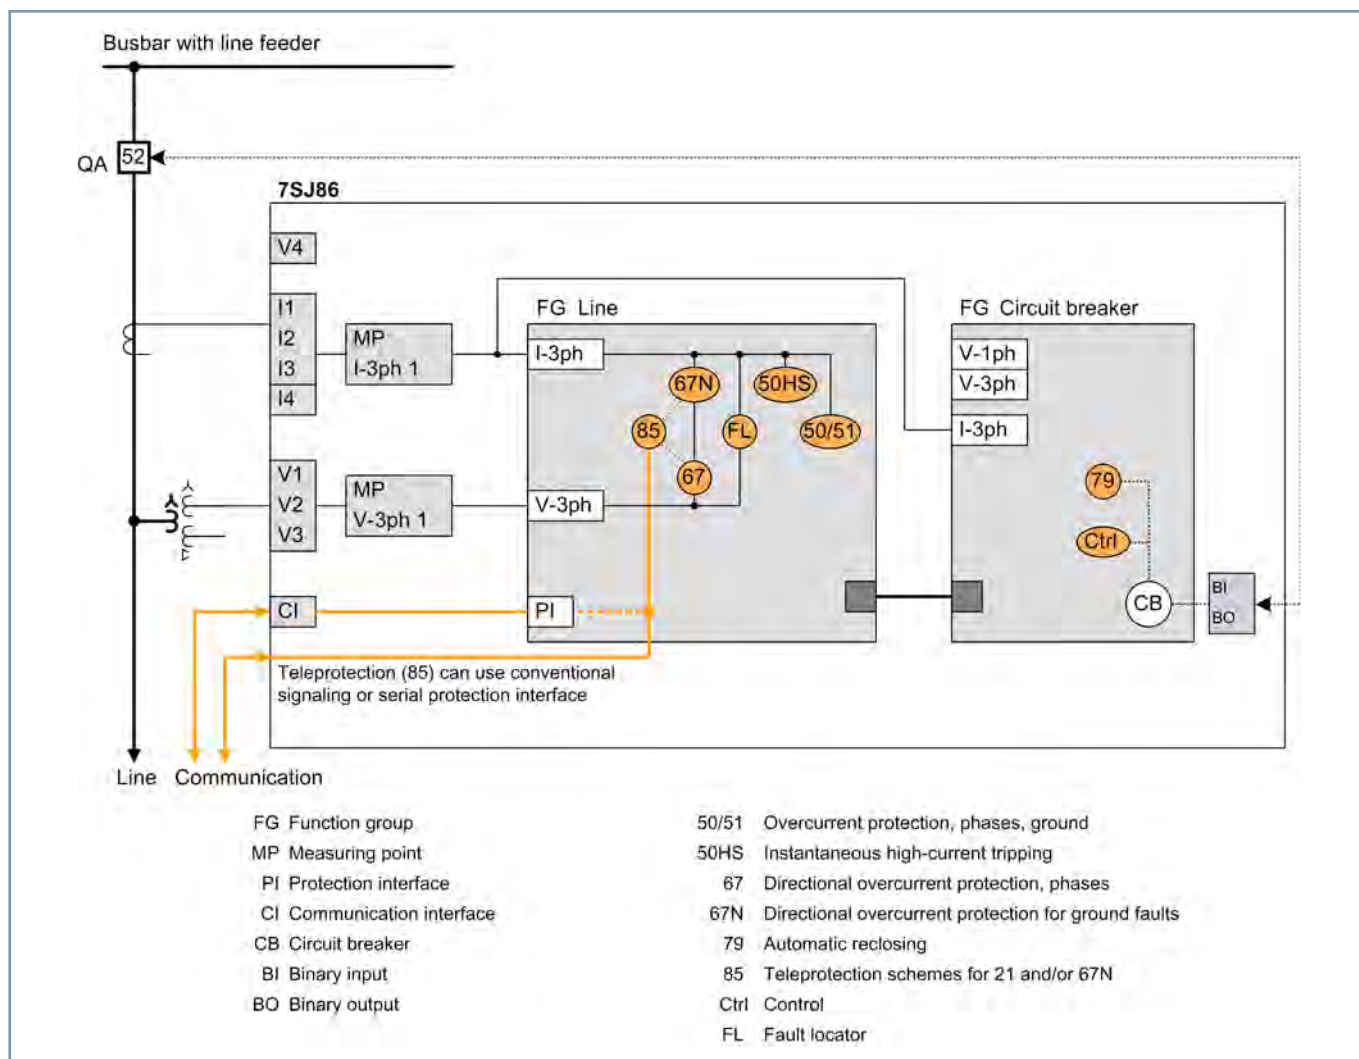 Busbar with line feeder
QA
52
7SJ86
V4
I1
I2
I3
I4
MP
I-3ph 1
V1
V2
V3
MP
V-3ph 1
CI
FG Line
I-3ph
67N
50HS
85
FL
50/51
67
V-3ph
PI
FG Circuit breaker
V-1ph
V-3ph
I-3ph
79
Ctrl
CB
BI
BO
Teleprotection (85) can use conventional
signaling or serial protection interface
Line
Communication
FG Function group
MP Measuring point
PI Protection interface
CI Communication interface
CB Circuit breaker
BI Binary input
BO Binary output
50/51 Overcurrent protection, phases, ground
50HS Instantaneous high-current tripping
67 Directional overcurrent protection, phases
67N Directional overcurrent protection for ground faults
79 Automatic reclosing
85 Teleprotection schemes for 21 and/or 67N
Ctrl Control
FL Fault locator